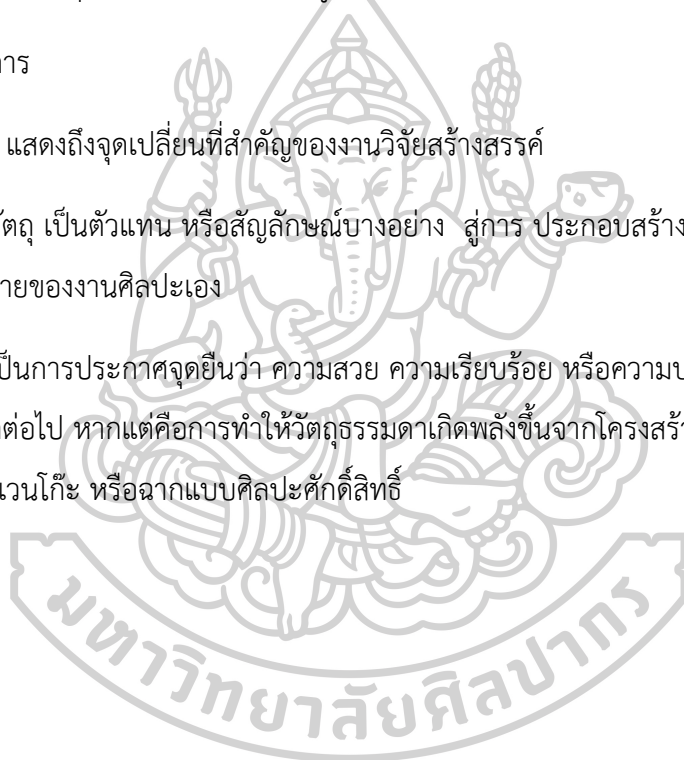 การ
แสดงถึงจุดเปลี่ยนที่สำคัญของงานวิจัยสร้างสรรค์
วัตถุ เป็นตัวแทน หรือสัญลักษณ์บางอย่าง สู่การ ประกอบสร้าง
ายของงานศิลปะเอง
ป็นการประกาศจุดยืนว่า ความสวย ความเรียบร้อย หรือความ
ต่อไป หากแต่คือการทำให้วัตถุธรรมดาเกิดพลังขึ้นจากโครงสร้า
แวนโก๊ะ หรือฉากแบบศิลปะศักดิ์สิทธิ์
มหาวิทยาลัยศิลปากร